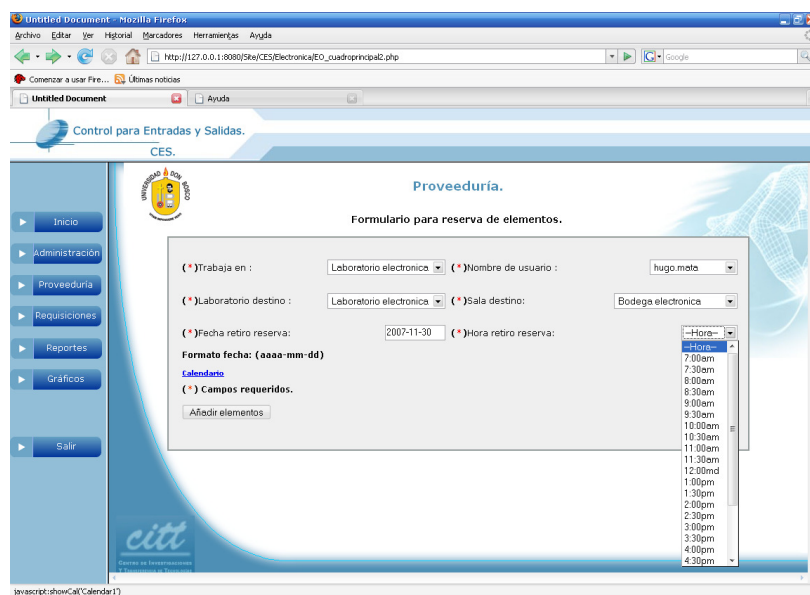 Untitled Document - Mozilla Firefox
Archivo Editar Ver Historial Marcadores Herramientas Ayuda
http://127.0.0.1:8080/Site/CES/Electronica/EO_cuadroprincipal2.php
Google
Comenzar a usar Fire... Últimas noticias
Untitled Document Ayuda
Control para Entradas y Salidas.
CES.
UNIVERSIDAD DON BOSCO
Proveeduría.
Formulario para reserva de elementos.
Inicio
Administración
Proveeduría
Requisiciones
Reportes
Gráficos
Salir
(*)Trabaja en : Laboratorio electronica (*)Nombre de usuario : hugo.mata
(*)Laboratorio destino : Laboratorio electronica (*)Sala destino: Bodega electronica
(*)Fecha retiro reserva: 2007-11-30 (*)Hora retiro reserva: --Hora--
Formato fecha: (aaaa-mm-dd)
Calendario
(*) Campos requeridos.
Añadir elementos
--Hora--
7:00am
7:30am
8:00am
8:30am
9:00am
9:30am
10:00am
10:30am
11:00am
11:30am
12:00md
1:00pm
1:30pm
2:00pm
2:30pm
3:00pm
3:30pm
4:00pm
4:30pm
citt
javascript:showCal('Calendar1')